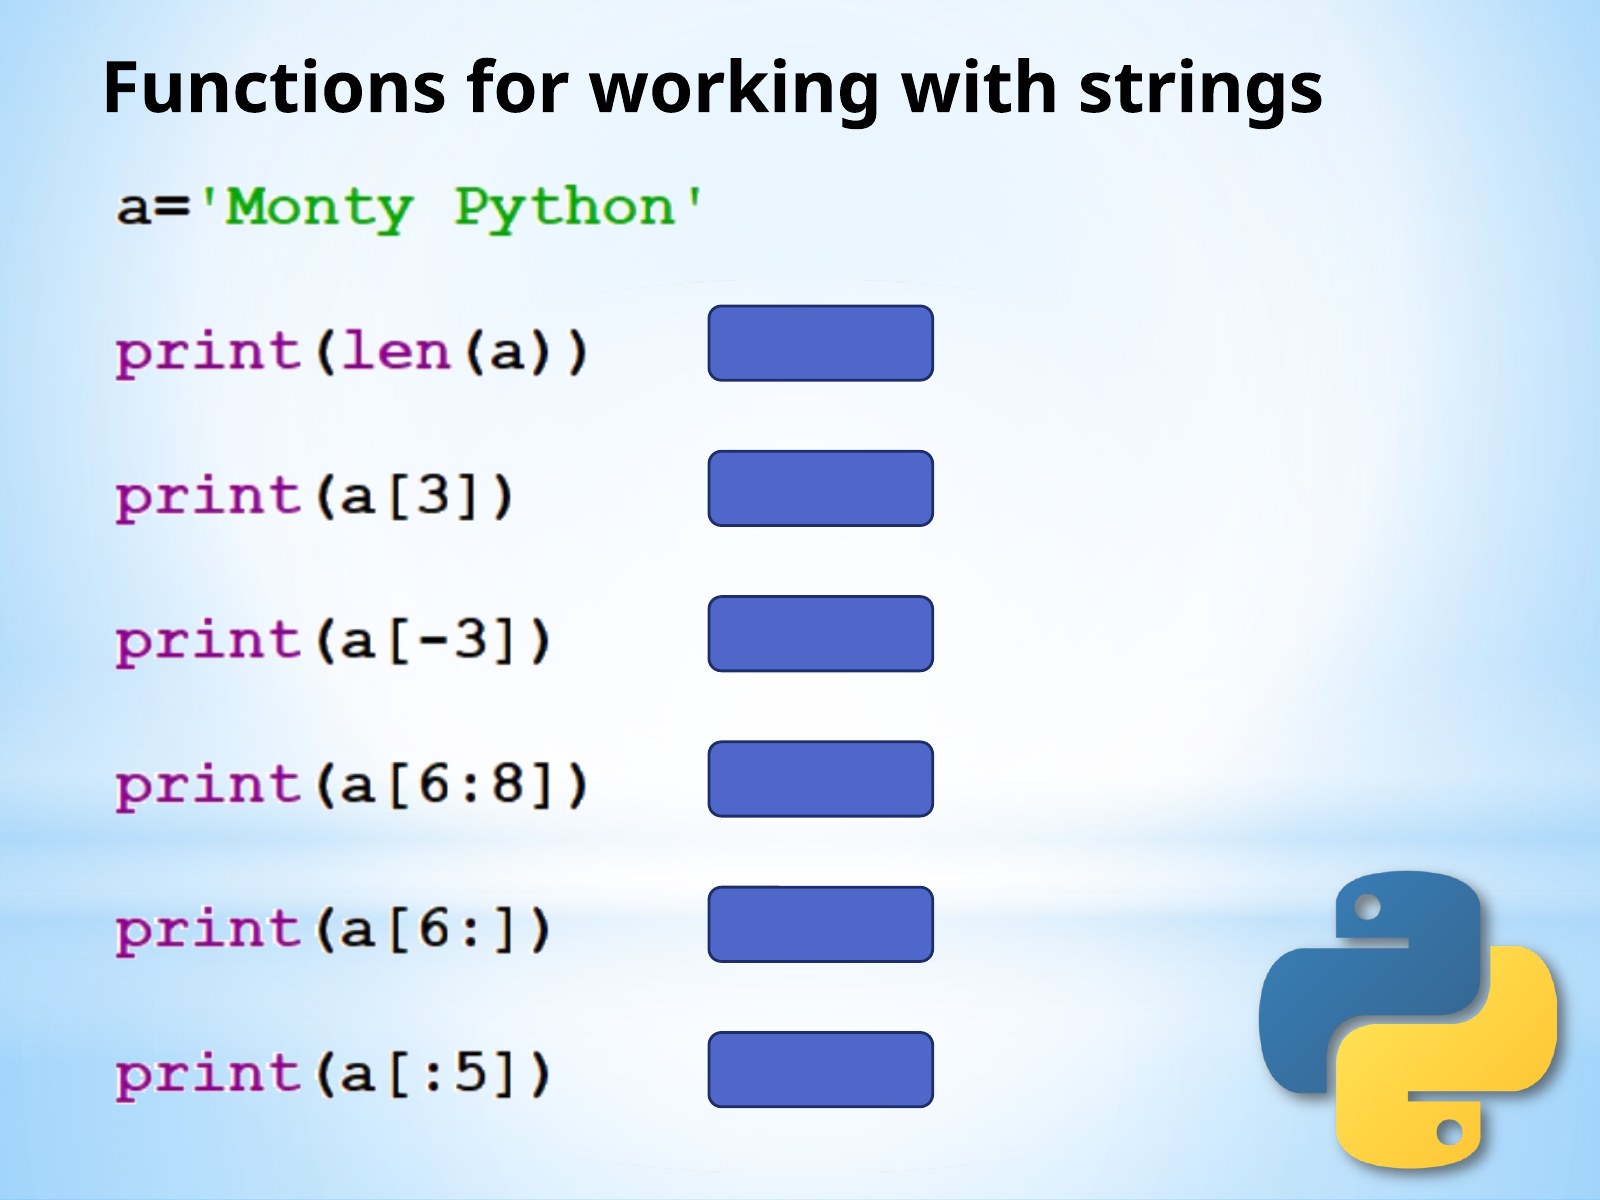 Functions for working with strings
a='Monty Python'
print(len(a))
print(a[3])
print(a[-3])
print(a[6:8])
print(a[6:])
print(a[:5])